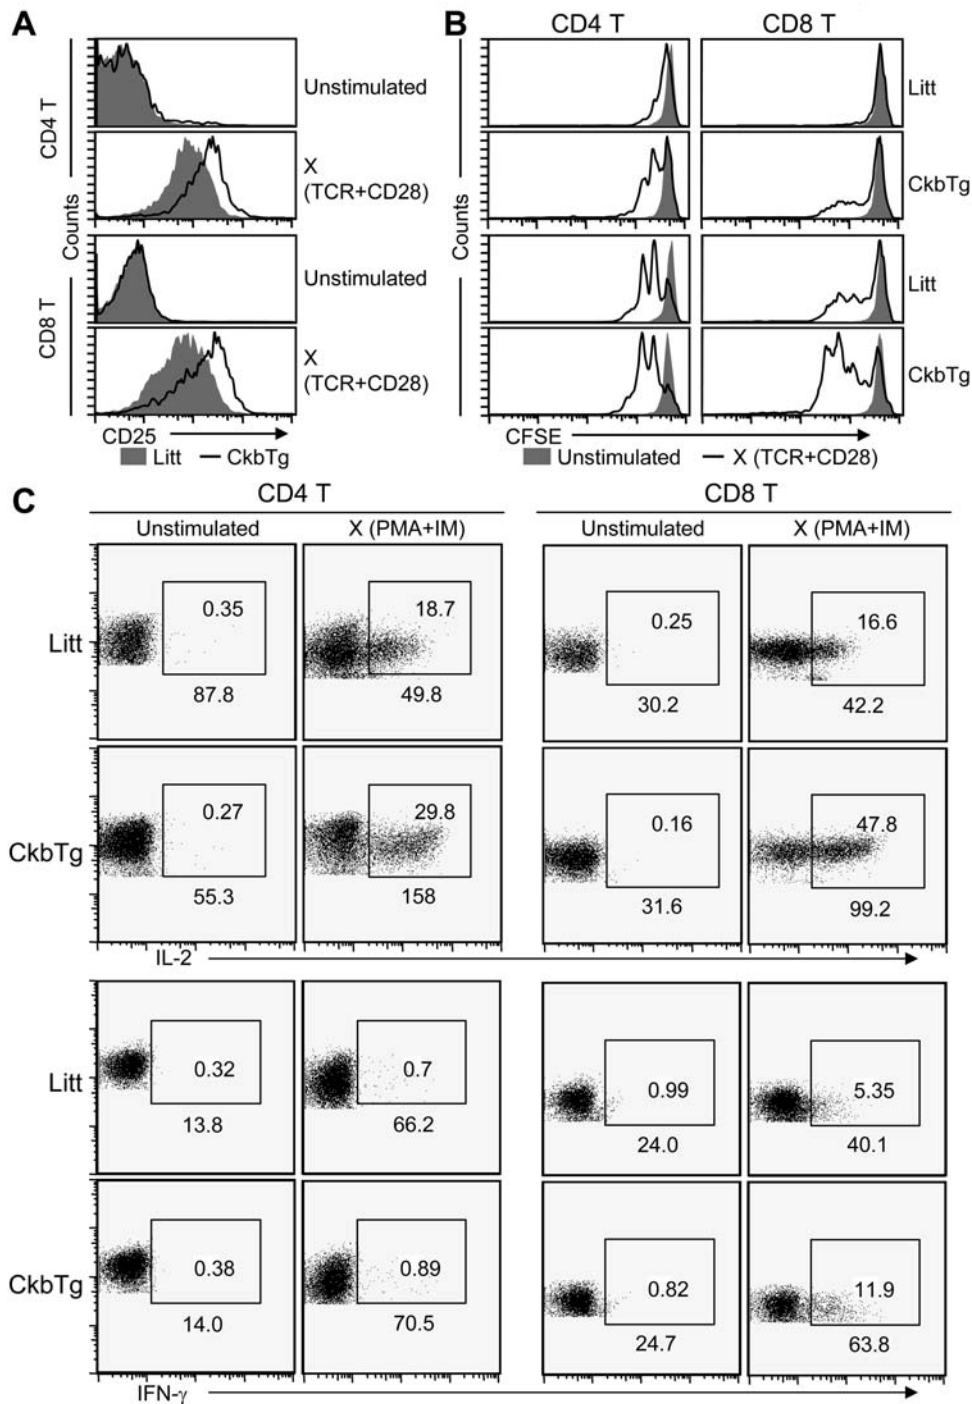 A
CD4 T
Counts
CD8 T
Unstimulated
X
(TCR+CD28)
Unstimulated
X
(TCR+CD28)
CD25
Litt CkbTg
B
CD4 T CD8 T
Counts
Litt
CkbTg
Litt
CkbTg
CFSE
Unstimulated X (TCR+CD28)
C
CD4 T CD8 T
Unstimulated X (PMA+IM) Unstimulated X (PMA+IM)
Litt
0.35 18.7 0.25 16.6
87.8 49.8 30.2 42.2
CkbTg
0.27 29.8 0.16 47.8
55.3 158 31.6 99.2
IL-2
Litt
0.32 0.7 0.99 5.35
13.8 66.2 24.0 40.1
CkbTg
0.38 0.89 0.82 11.9
14.0 70.5 24.7 63.8
IFN-γ